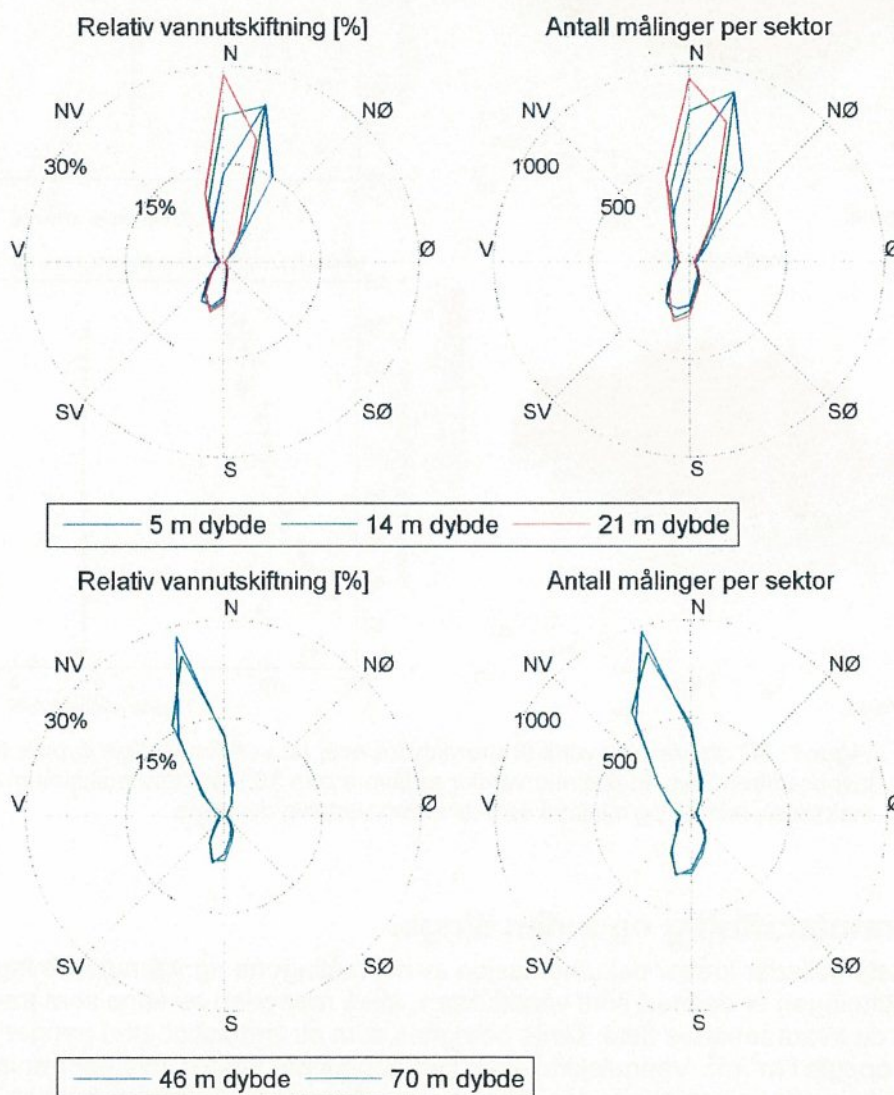 Relativ vannutskiftning [%]
Antall målinger per sektor
N
N
NV
NØ
NV
NØ
30%
1000
15%
500
V
Ø
V
Ø
SV
SØ
SV
SØ
S
S
5 m dybde 14 m dybde 21 m dybde
Relativ vannutskiftning [%]
Antall målinger per sektor
N
N
NV
NØ
NV
NØ
30%
1000
15%
500
V
Ø
V
Ø
SV
SØ
SV
SØ
S
S
46 m dybde 70 m dybde